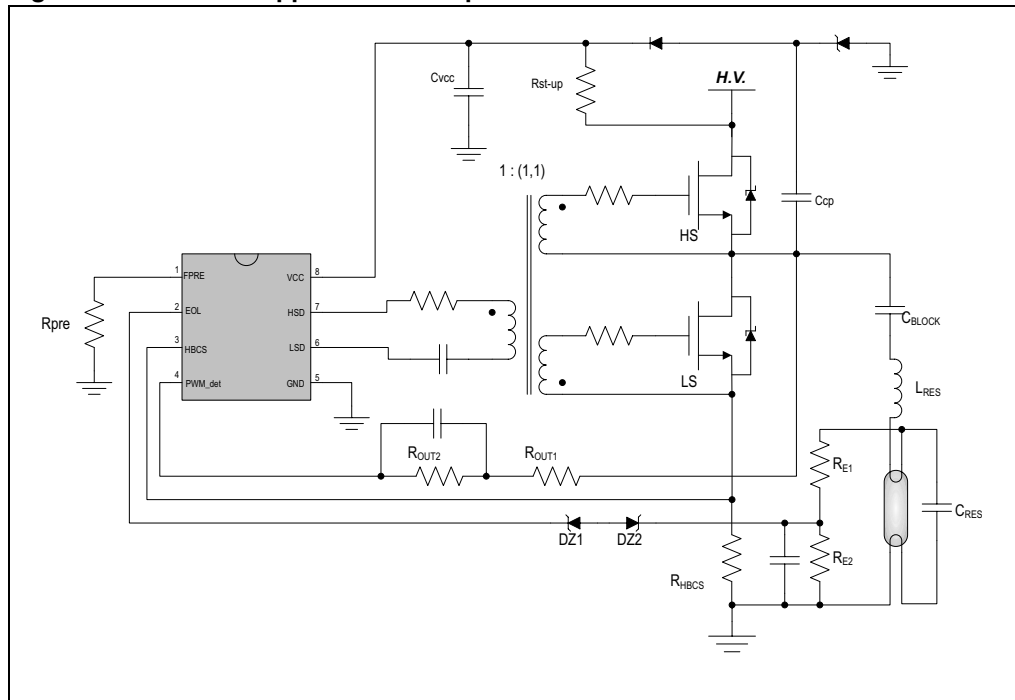 H.V.
Cvcc
Rst-up
1 : (1,1)
Ccp
HS
1 FPRE
VCC 8
2 EOL
HSD 7
3 HBCS
LSD 6
4 PWM_det
GND 5
Rpre
CBLOCK
LS
LRES
ROUT2
ROUT1
RE1
CRES
DZ1
DZ2
RE2
RHBCS